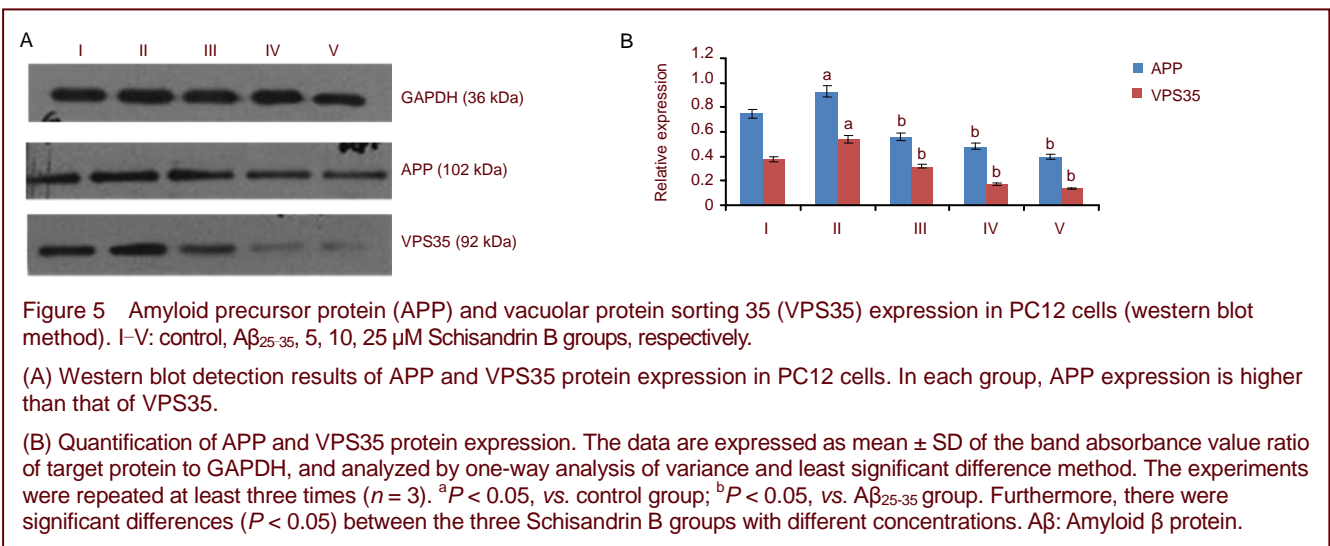 A
I II III IV V
GAPDH (36 kDa)
APP (102 kDa)
VPS35 (92 kDa)
B
Relative expression
1.2
1.0
0.8
0.6
0.4
0.2
0
a
a
b
b
b
b
b
b
I II III IV V
APP
VPS35
Figure 5 Amyloid precursor protein (APP) and vacuolar protein sorting 35 (VPS35) expression in PC12 cells (western blot
method). I–V: control, Aβ25-35, 5, 10, 25 μM Schisandrin B groups, respectively.
(A) Western blot detection results of APP and VPS35 protein expression in PC12 cells. In each group, APP expression is higher
than that of VPS35.
(B) Quantification of APP and VPS35 protein expression. The data are expressed as mean ± SD of the band absorbance value ratio
of target protein to GAPDH, and analyzed by one-way analysis of variance and least significant difference method. The experiments
were repeated at least three times (n = 3). aP < 0.05, vs. control group; bP < 0.05, vs. Aβ25-35 group. Furthermore, there were
significant differences (P < 0.05) between the three Schisandrin B groups with different concentrations. Aβ: Amyloid β protein.